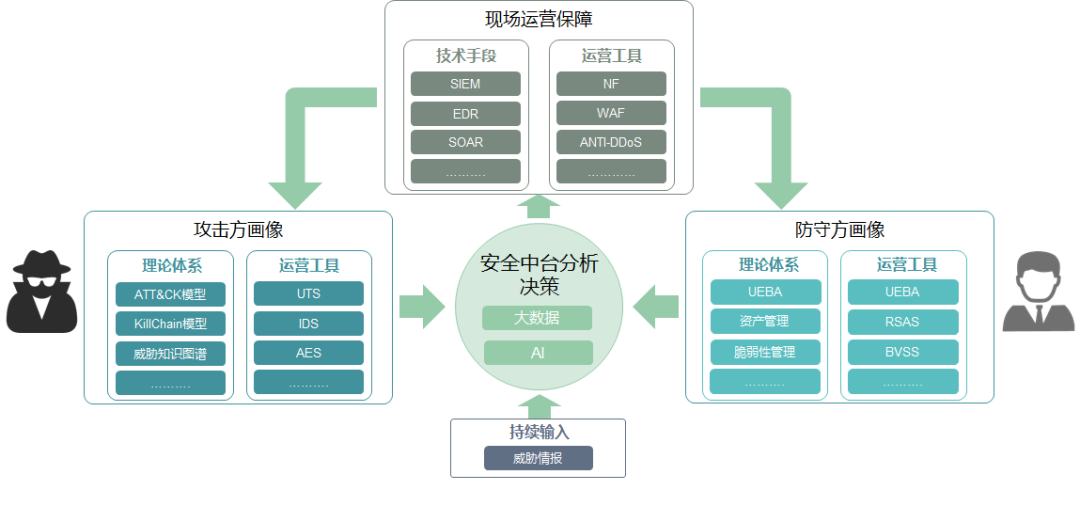 现场运营保障
技术手段
SIEM
EDR
SOAR
……….
运营工具
NF
WAF
ANTI-DDoS
…………
攻击方画像
理论体系
ATT&CK模型
KillChain模型
威胁知识图谱
……….
运营工具
UTS
IDS
AES
……….
安全中台分析
决策
大数据
AI
防守方画像
理论体系
UEBA
资产管理
脆弱性管理
……….
运营工具
UEBA
RSAS
BVSS
……….
持续输入
威胁情报